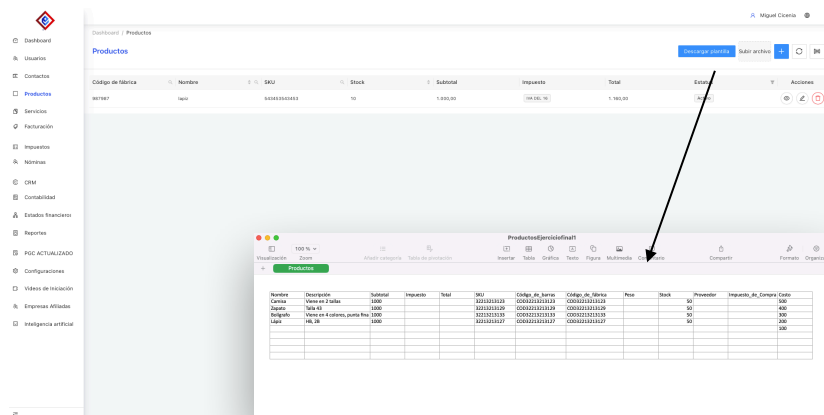 Miguel Cicenia
Dashboard / Productos
Productos
Descargar plantilla Subir archivo
Dashboard
Usuarios
Contactos
Productos
Servicios
Facturación
Impuestos
Nóminas
CRM
Contabilidad
Estados financieros
Reportes
PGC ACTUALIZADO
Configuraciones
Videos de Iniciación
Empresas Afiliadas
Inteligencia artificial
Código de fábrica Nombre SKU Stock Subtotal Impuesto Total Estatus Acciones
987987 lapiz 543453543453 10 1.000,00 IVA DEL 16 1.160,00 Activo
ProductosEjerciciofinal1
100 %
Visualización Zoom Añadir categoría Tabla de pivotación Insertar Tabla Gráfica Texto Figura Multimedia Comentario Compartir Formato
Productos
Nombre Descripción Subtotal Impuesto Total SKU Código_de_barras Código_de_fábrica Peso Stock Proveedor Impuesto_de_Compra Costo
Camisa Viene en 2 tallas 1000 32213213123 COD32213213123 COD32213213123 50 500
Zapato Talla 43 1000 32213213129 COD32213213129 COD32213213129 50 400
Bolígrafo Viene en 4 colores, punta fina 1000 32213213133 COD32213213133 COD32213213133 50 300
Lápiz HB, 2B 1000 32213213127 COD32213213127 COD32213213127 50 200
100